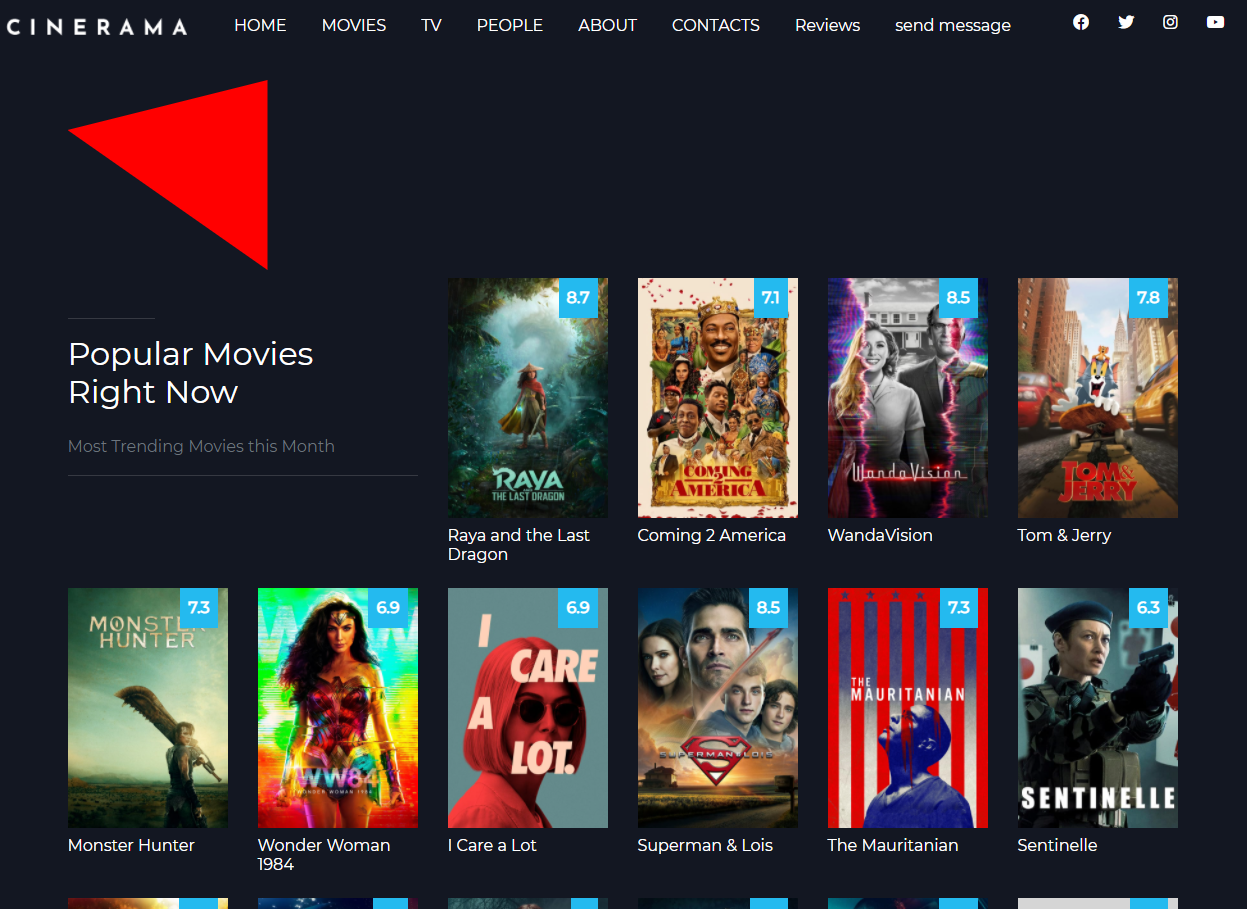 CINERAMA HOME MOVIES TV PEOPLE ABOUT CONTACTS Reviews send message
Popular Movies
Right Now
Most Trending Movies this Month
8.7
RAYA
AND
THE LAST DRAGON
Raya and the Last
Dragon
7.1
COMING
2
AMERICA
Coming 2 America
8.5
WandaVision
WandaVision
7.8
TOM&
JERRY
Tom & Jerry
7.3
MONSTER
HUNTER
Monster Hunter
6.9
WW84
WONDER WOMAN 1984
Wonder Woman
1984
6.9
I
CARE
A
LOT.
I Care a Lot
8.5
SUPERMAN & LOIS
Superman & Lois
7.3
THE
MAURITANIAN
The Mauritanian
6.3
SENTINELLE
Sentinelle